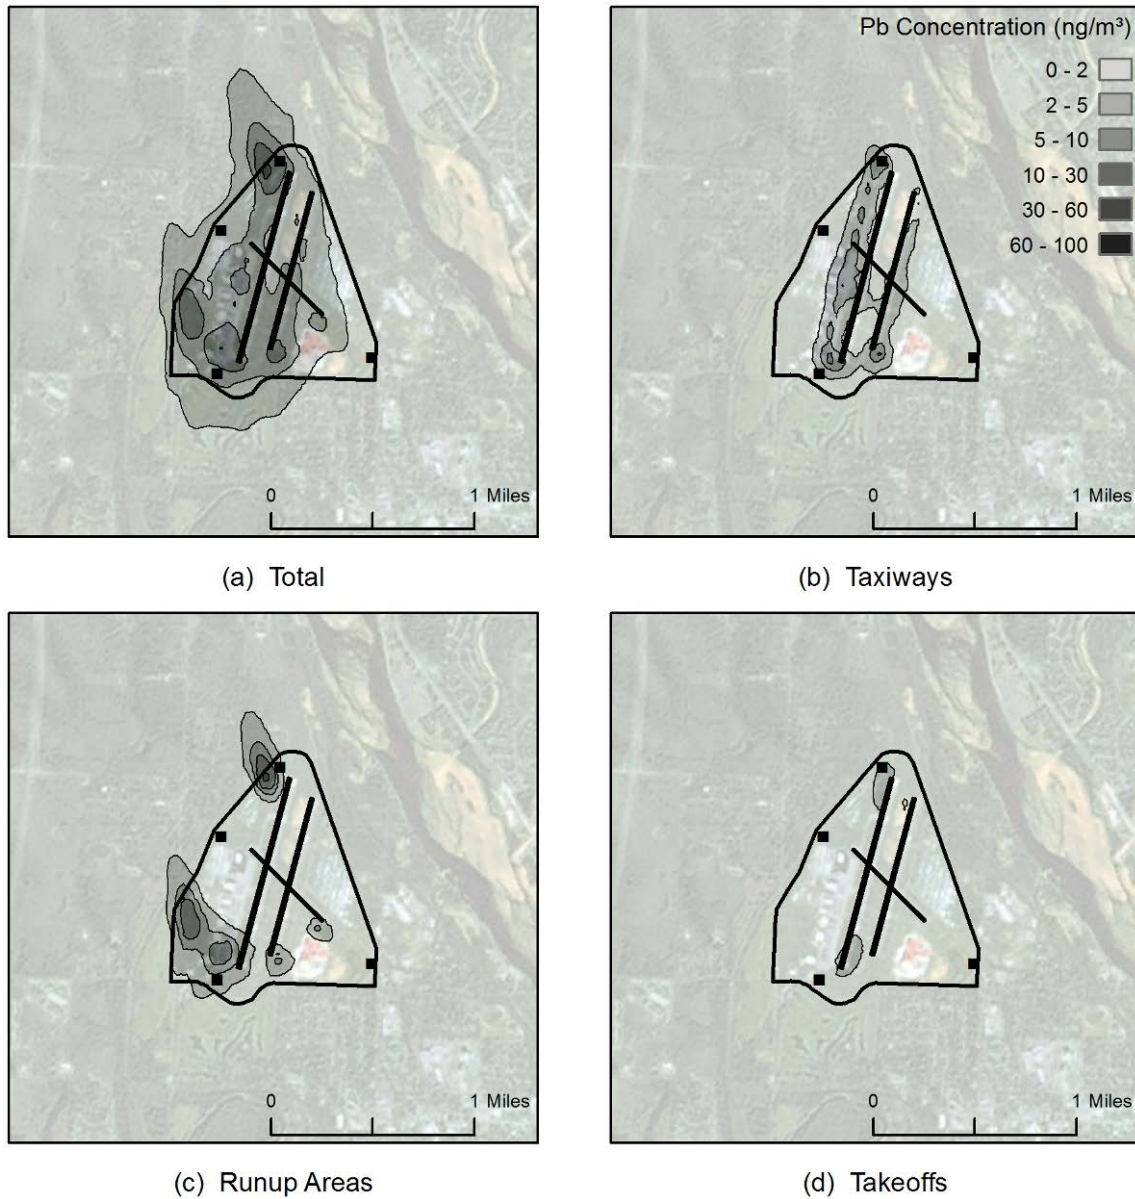 Pb Concentration (ng/m³)
0 - 2
2 - 5
5 - 10
10 - 30
30 - 60
60 - 100
0 1 Miles
0 1 Miles
(a) Total
(b) Taxiways
0 1 Miles
0 1 Miles
(c) Runup Areas
(d) Takeoffs